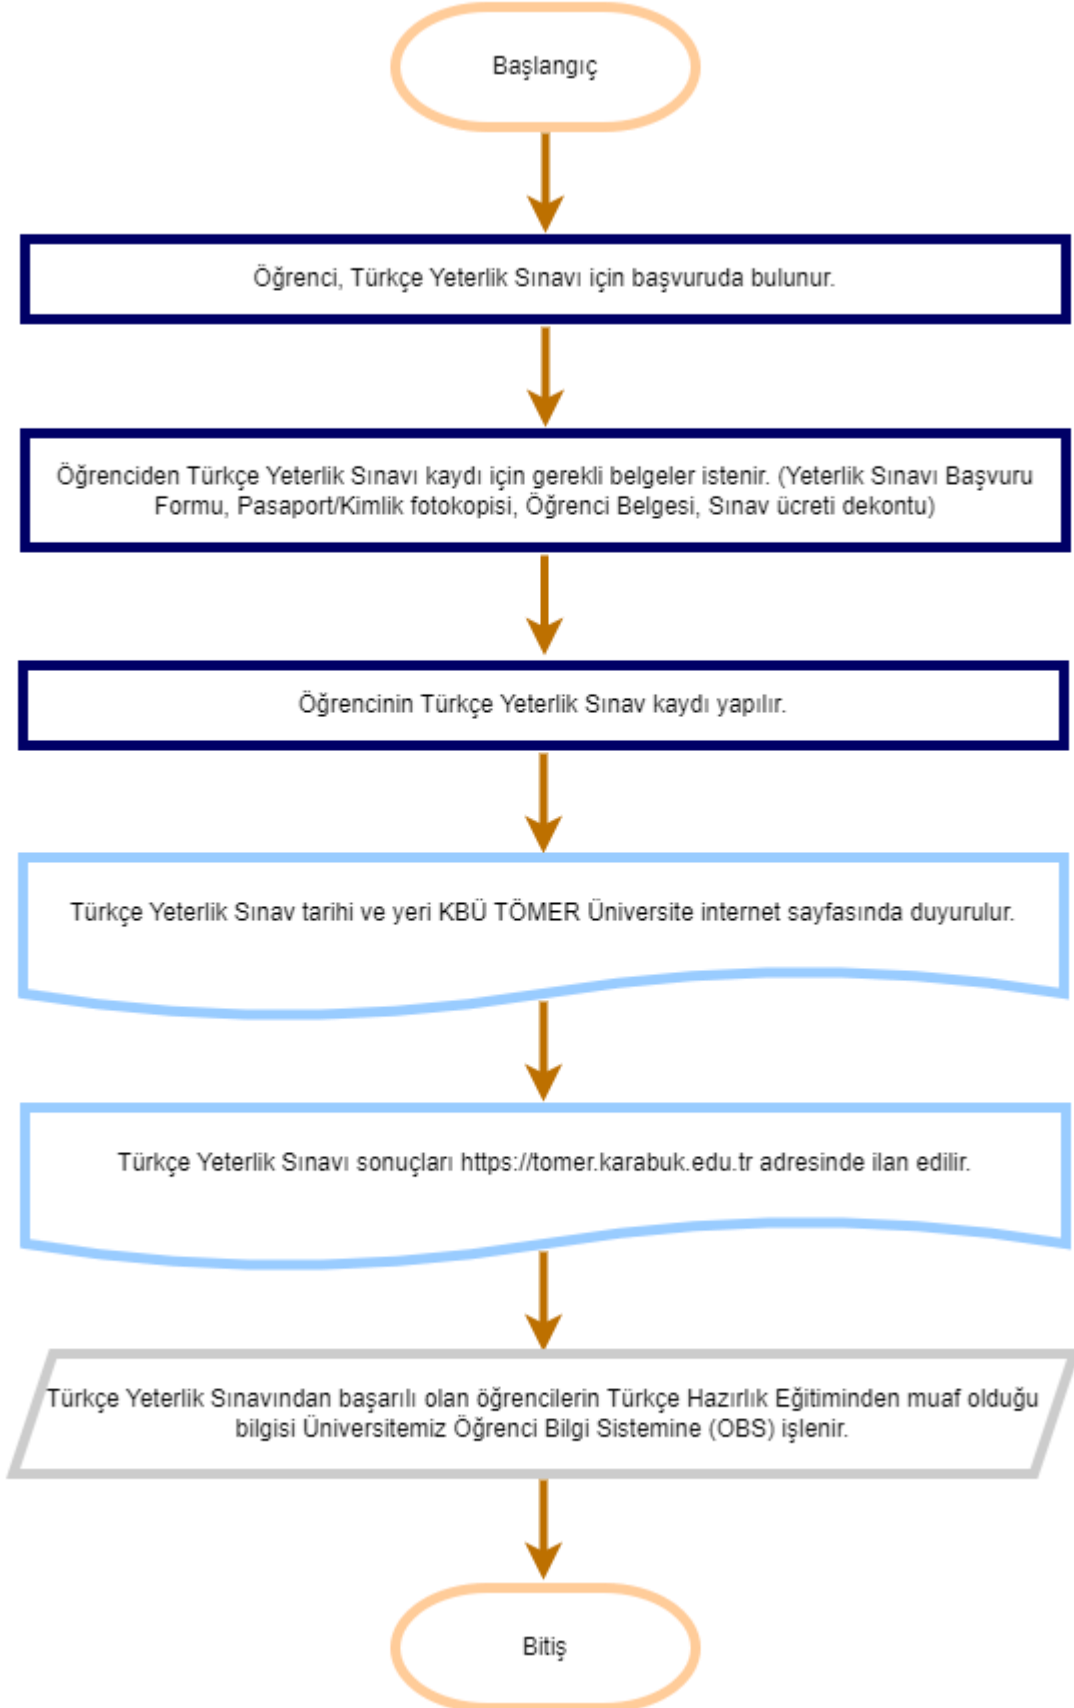 Başlangıç
Öğrenci, Türkçe Yeterlik Sınavı için başvuruda bulunur.
Öğrenciden Türkçe Yeterlik Sınavı kaydı için gerekli belgeler istenir. (Yeterlik Sınavı Başvuru
Formu, Pasaport/Kimlik fotokopisi, Öğrenci Belgesi, Sınav ücreti dekontu)
Öğrencinin Türkçe Yeterlik Sınav kaydı yapılır.
Türkçe Yeterlik Sınav tarihi ve yeri KBÜ TÖMER Üniversite internet sayfasında duyurulur.
Türkçe Yeterlik Sınavı sonuçları https://tomer.karabuk.edu.tr adresinde ilan edilir.
Türkçe Yeterlik Sınavından başarılı olan öğrencilerin Türkçe Hazırlık Eğitiminden muaf olduğu
bilgisi Üniversitemiz Öğrenci Bilgi Sistemine (OBS) işlenir.
Bitiş